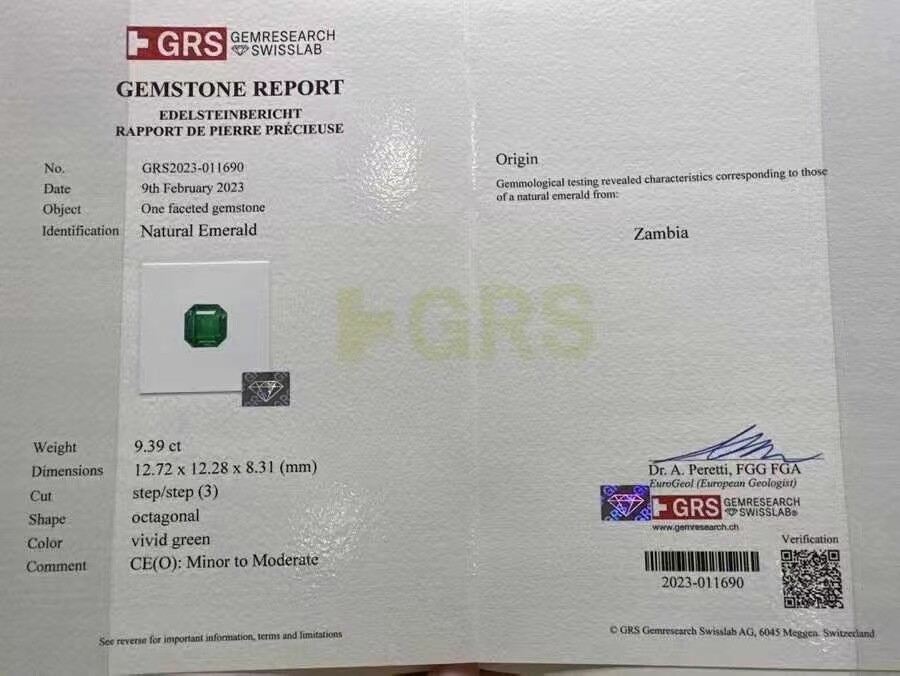 GRS GEMRESEARCH SWISSLAB
GEMSTONE REPORT
EDELSTEINBERICHT
RAPPORT DE PIERRE PRÉCIEUSE
No. GRS2023-011690
Date 9th February 2023
Object One faceted gemstone
Identification Natural Emerald
Weight 9.39 ct
Dimensions 12.72 x 12.28 x 8.31 (mm)
Cut step/step (3)
Shape octagonal
Color vivid green
Comment CE(O): Minor to Moderate
See reverse for important information, terms and limitations
Origin
Gemmological testing revealed characteristics corresponding to those
of a natural emerald from:
Zambia
GRS
Dr. A. Peretti, FGG FGA
EuroGeol (European Geologist)
GRS GEMRESEARCH SWISSLAB®
www.gemresearch.ch
Verification
2023-011690
© GRS Gemresearch Swisslab AG, 6045 Meggen, Switzerland